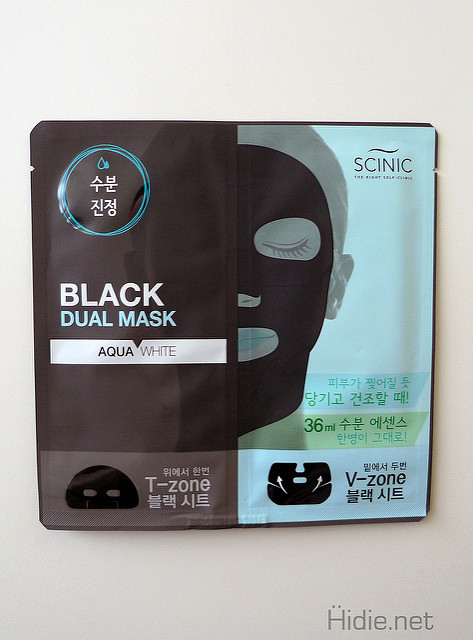 수분
진정
BLACK
DUAL MASK
AQUA WHITE
SCINIC
THE RIGHT SELF-CLINIC
피부가 찢어질 듯
당기고 건조할 때!
36ml 수분 에센스
한병이 그대로!
위에서 한번
T-zone
블랙 시트
밑에서 두번
V-zone
블랙 시트
Hidie.net